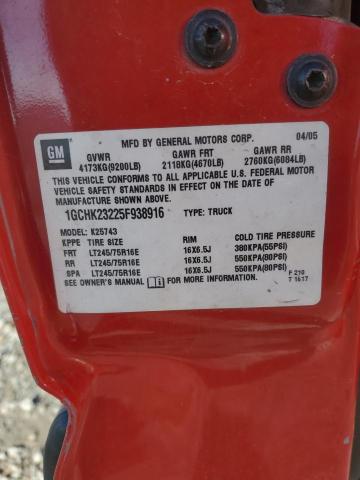 GM
MFD BY GENERAL MOTORS CORP. 04/05
GVWR GAWR FRT GAWR RR
4173KG(9200LB) 2118KG(4670LB) 2760KG(6084LB)
THIS VEHICLE CONFORMS TO ALL APPLICABLE U.S. FEDERAL MOTOR
VEHICLE SAFETY STANDARDS IN EFFECT ON THE DATE OF
MANUFACTURE SHOWN ABOVE.
1GCHK23225F938916 TYPE: TRUCK
MODEL: K25743
KPPE TIRE SIZE RIM COLD TIRE PRESSURE
FRT LT245/75R16E 16X6.5J 380KPA(55PSI)
RR LT245/75R16E 16X6.5J 550KPA(80PSI)
SPA LT245/75R16E 16X6.5J 550KPA(80PSI)
SEE OWNER'S MANUAL FOR MORE INFORMATION. F 210
T 1617